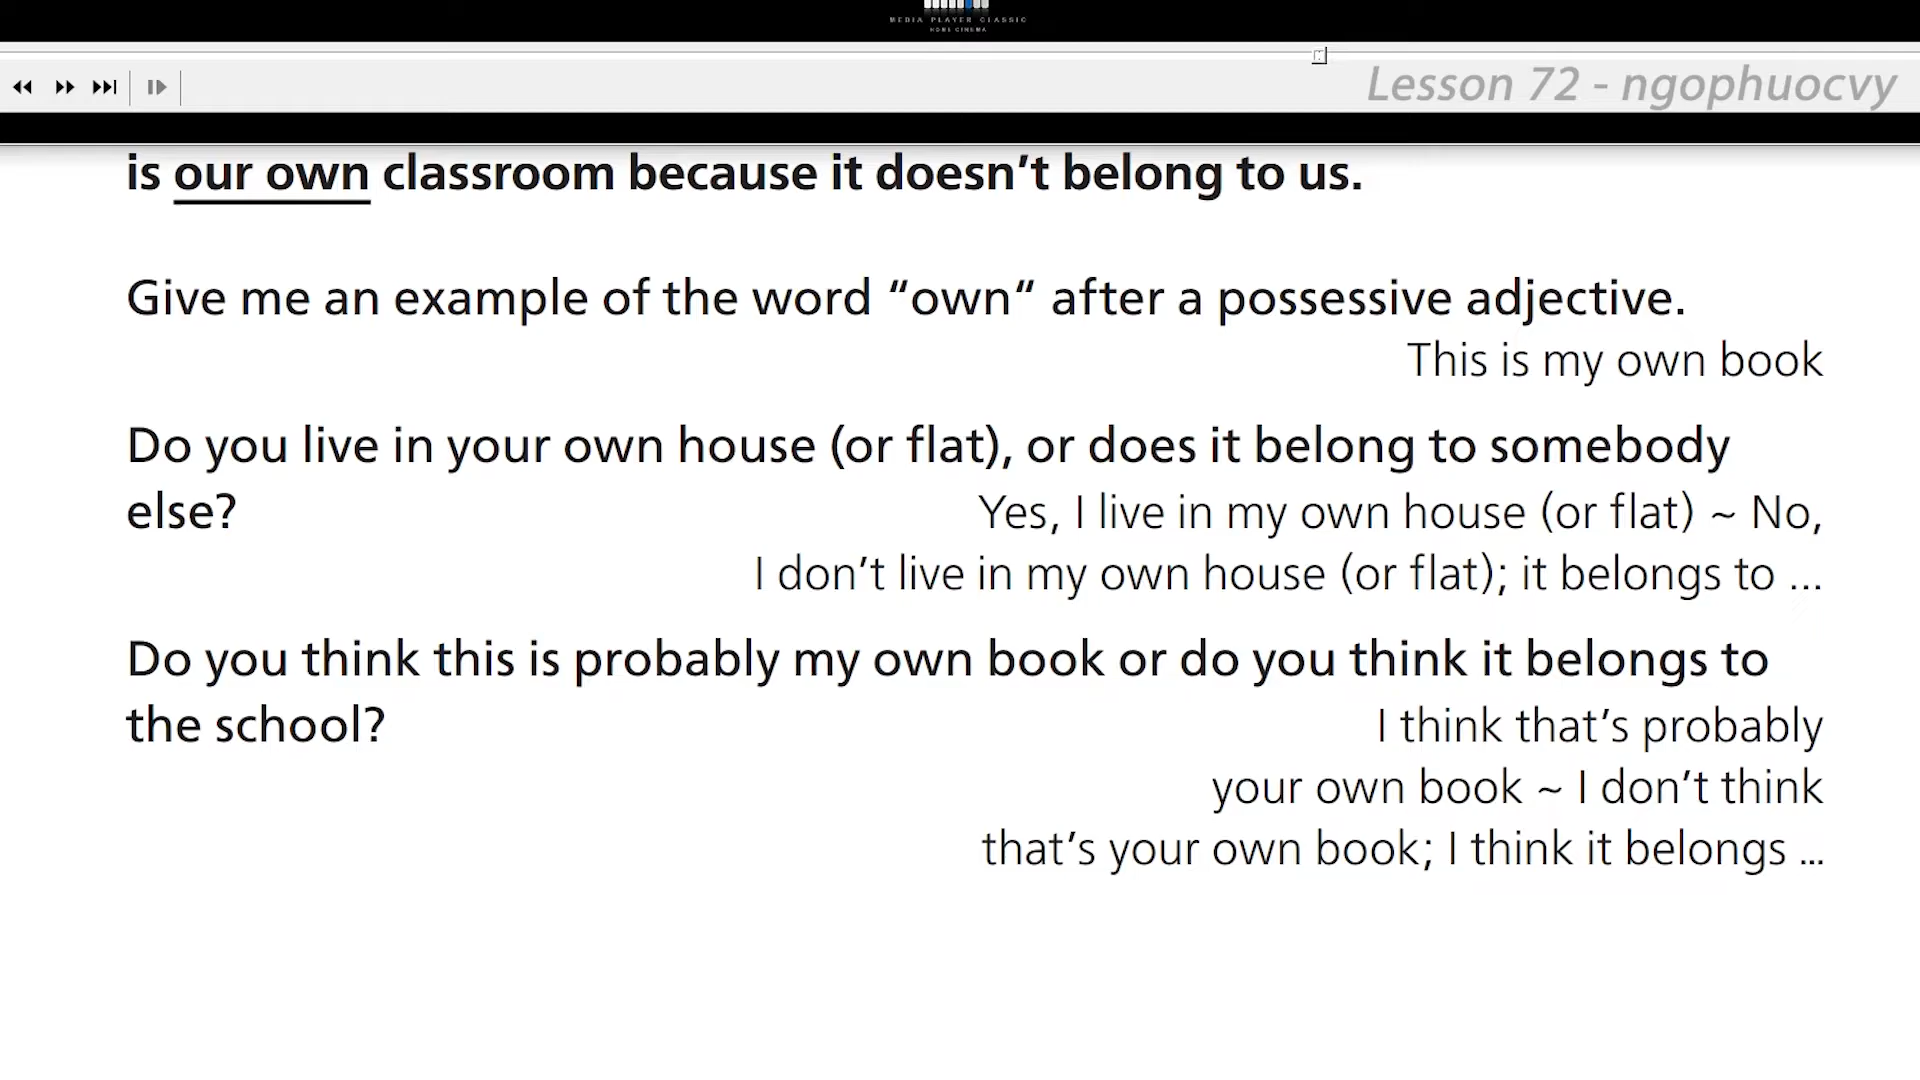 MEDIA PLAYER CLASSIC
HOME CINEMA
Lesson 72 - ngophuocvy
is our own classroom because it doesn’t belong to us.
Give me an example of the word “own“ after a possessive adjective.
This is my own book
Do you live in your own house (or flat), or does it belong to somebody
else?
Yes, I live in my own house (or flat) ~ No,
I don’t live in my own house (or flat); it belongs to ...
Do you think this is probably my own book or do you think it belongs to
the school?
I think that’s probably
your own book ~ I don’t think
that’s your own book; I think it belongs ...